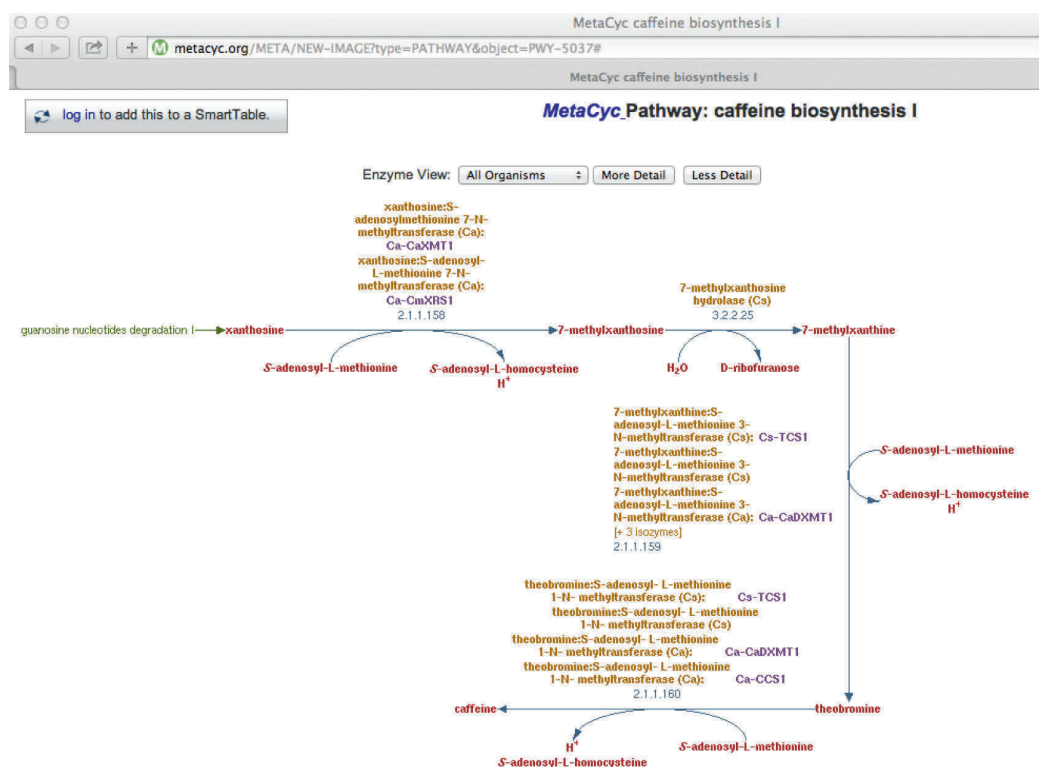 MetaCyc caffeine biosynthesis I
metacyc.org/META/NEW-IMAGE?type=PATHWAY&object=PWY-5037#
MetaCyc caffeine biosynthesis I
log in to add this to a SmartTable.
MetaCyc Pathway: caffeine biosynthesis I
Enzyme View: All Organisms More Detail Less Detail
xanthosine:S-
adenosylmethionine 7-N-
methyltransferase (Ca):
Ca-CaXMT1
xanthosine:S-adenosyl-
L-methionine 7-N-
methyltransferase (Ca):
Ca-CmXRS1
2.1.1.158
7-methylxanthosine
hydrolase (Cs)
3.2.2.25
guanosine nucleotides degradation I xanthosine 7-methylxanthosine 7-methylxanthine
S-adenosyl-L-methionine S-adenosyl-L-homocysteine
H+
H2O D-ribofuranose
7-methylxanthine:S-
adenosyl-L-methionine 3-
N-methyltransferase (Cs): Cs-TCS1
7-methylxanthine:S-
adenosyl-L-methionine 3-
N-methyltransferase (Cs)
7-methylxanthine:S-
adenosyl-L-methionine 3-
N-methyltransferase (Ca): Ca-CaDXMT1
[+ 3 isozymes]
2.1.1.159
S-adenosyl-L-methionine
S-adenosyl-L-homocysteine
H+
theobromine:S-adenosyl- L-methionine
1-N- methyltransferase (Cs): Cs-TCS1
theobromine:S-adenosyl- L-methionine
1-N- methyltransferase (Cs)
theobromine:S-adenosyl- L-methionine
1-N- methyltransferase (Ca): Ca-CaDXMT1
theobromine:S-adenosyl- L-methionine
1-N- methyltransferase (Ca): Ca-CCS1
2.1.1.160
caffeine theobromine
H+
S-adenosyl-L-homocysteine
S-adenosyl-L-methionine